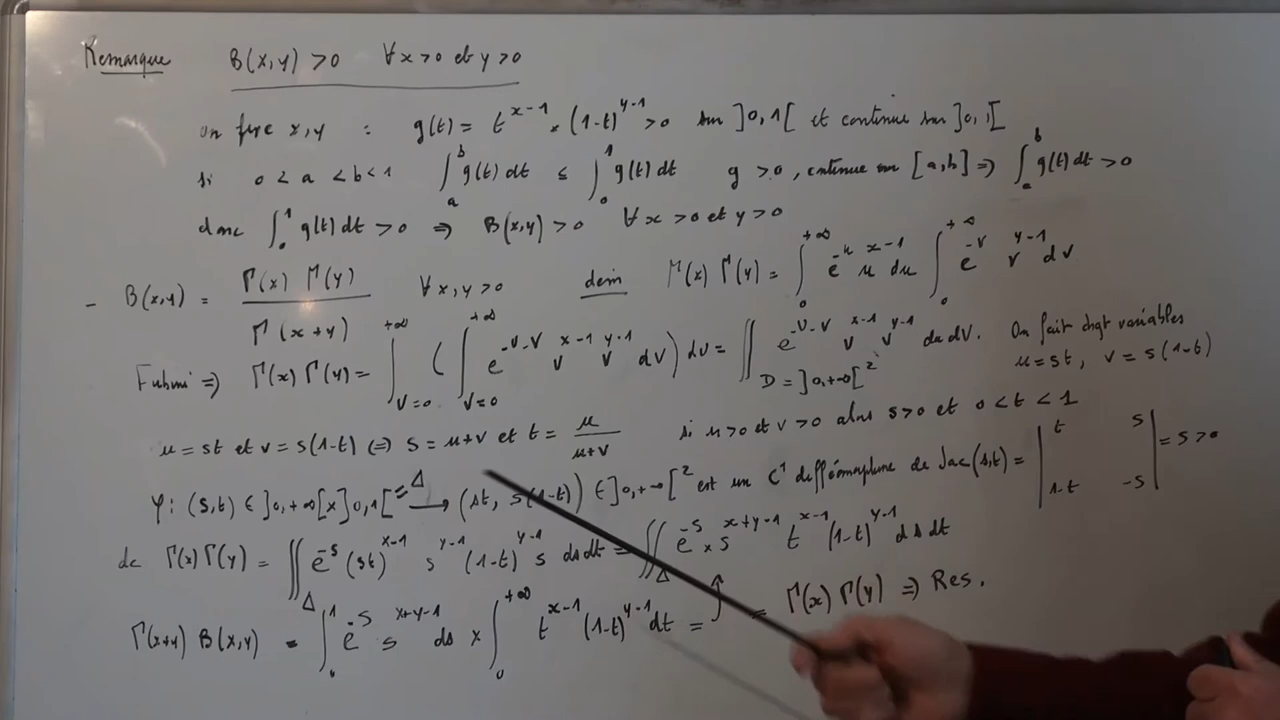 Remarque B(x,y) > 0 ∀x>0 et y>0
on fixe x,y : g(t) = t^{x-1} × (1-t)^{y-1} > 0 sur ]0,1[ et continue sur ]0,1[
si 0 < a < b < 1 ∫_a^b g(t) dt ≤ ∫_0^1 g(t) dt g > 0, continue sur [a,b] ⇒ ∫_a^b g(t) dt > 0
donc ∫_0^1 g(t) dt > 0 ⇒ B(x,y) > 0 ∀x > 0 et y > 0
- B(x,y) = Γ(x) Γ(y) / Γ(x+y) ∀x,y > 0 dem Γ(x) Γ(y) = ∫_0^{+∞} e^{-u} u^{x-1} du ∫_0^{+∞} e^{-v} v^{y-1} dv
Fubini ⇒ Γ(x) Γ(y) = ∫_{v=0}^{+∞} ( ∫_{v=0}^{+∞} e^{-u-v} v^{x-1} v^{y-1} dv ) du = ∬_{D = ]0,+∞[²} e^{-u-v} v^{x-1} v^{y-1} du dv. On fait chgt variables
u = st, v = s(1-t)
u = st et v = s(1-t) ⇔ s = u+v et t = u/(u+v) si u>0 et v>0 alors s>0 et 0 < t < 1
φ : (s,t) ∈ ]0,+∞[×]0,1[ = Δ → (st, s(1-t)) ∈ ]0,+∞[² est un C¹ difféomorphisme de Jac(s,t) = | t s ; 1-t -s | = s > 0
dc Γ(x) Γ(y) = ∬_Δ e^{-s} (st)^{x-1} s^{y-1} (1-t)^{y-1} s ds dt = ∬_Δ e^{-s} × s^{x+y-1} t^{x-1} (1-t)^{y-1} ds dt
Γ(x+y) B(x,y) = ∫_0^1 e^{-s} s^{x+y-1} ds × ∫_0^{+∞} t^{x-1} (1-t)^{y-1} dt = ↑ = Γ(x) Γ(y) ⇒ Res.